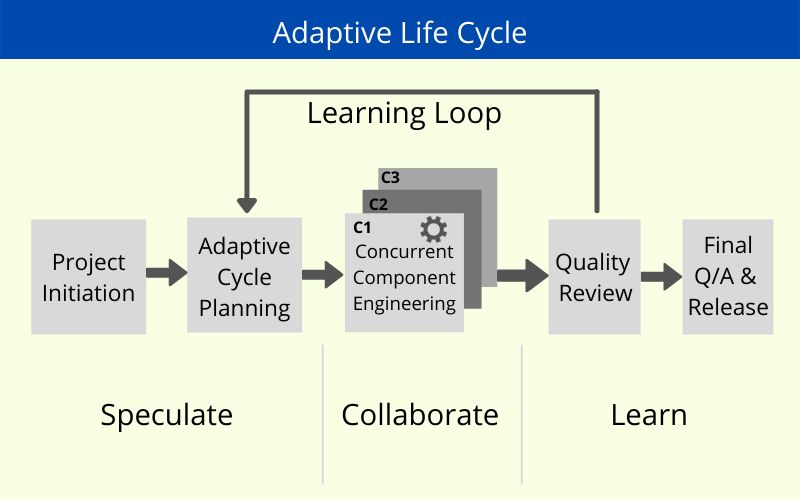 Adaptive Life Cycle
Learning Loop
Project
Initiation
Adaptive
Cycle
Planning
C3
C2
C1
Concurrent
Component
Engineering
Quality
Review
Final
Q/A &
Release
Speculate
Collaborate
Learn